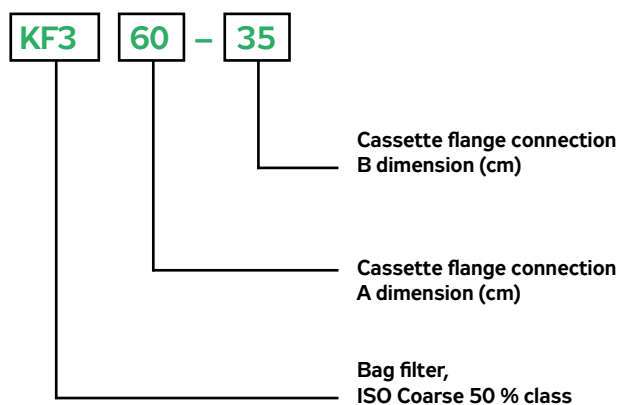 KF3 60 – 35
Cassette flange connection
B dimension (cm)
Cassette flange connection
A dimension (cm)
Bag filter,
ISO Coarse 50 % class